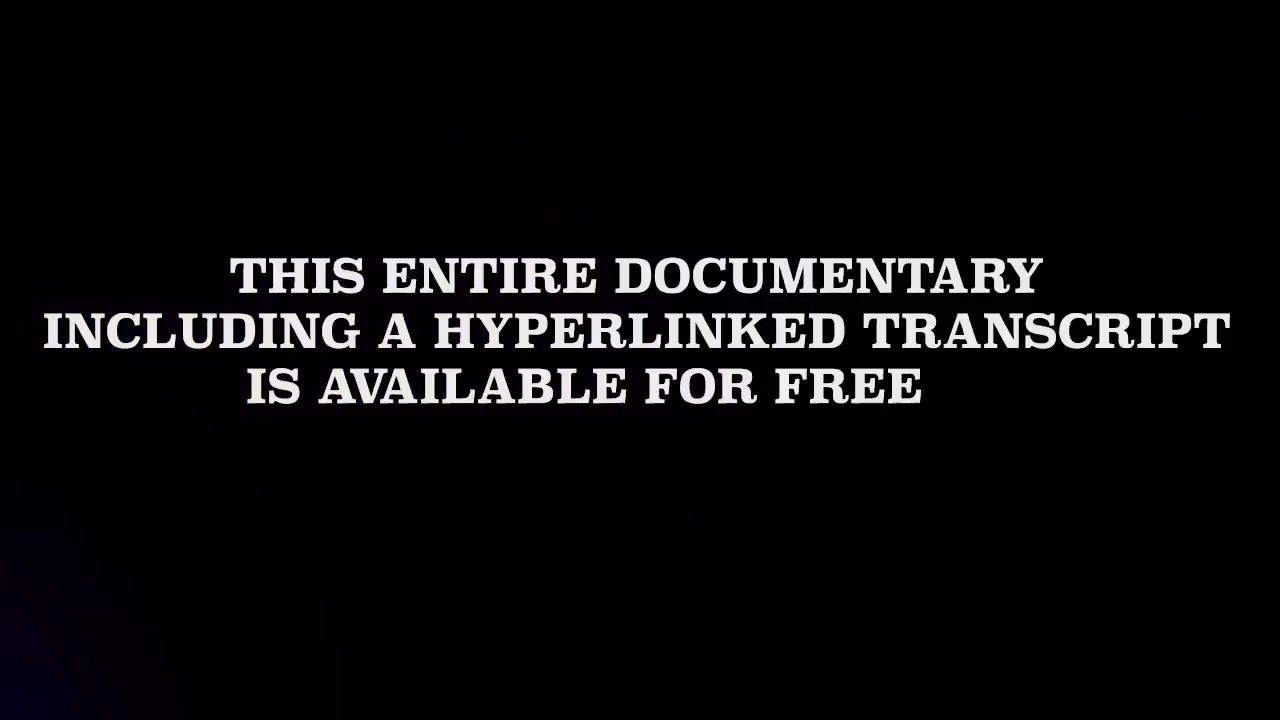 THIS ENTIRE DOCUMENTARY
INCLUDING A HYPERLINKED TRANSCRIPT
IS AVAILABLE FOR FREE